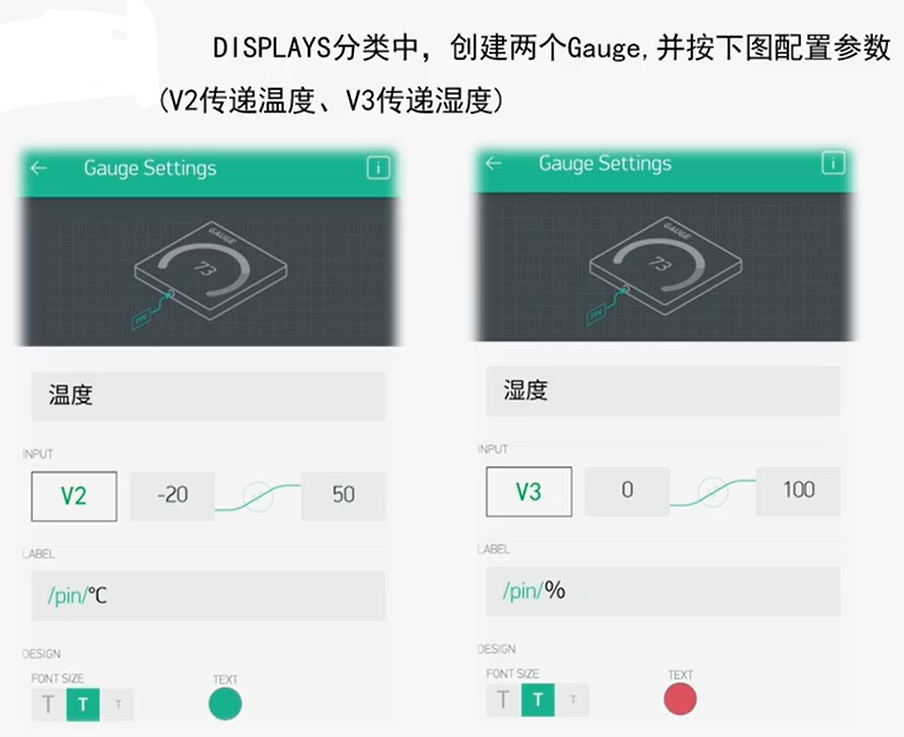 DISPLAYS分类中，创建两个Gauge,并按下图配置参数
(V2传递温度、V3传递湿度)
Gauge Settings
i
GAUGE
73
PIN
温度
INPUT
V2 -20 50
LABEL
/pin/℃
DESIGN
FONT SIZE TEXT
T T T
Gauge Settings
i
GAUGE
73
PIN
湿度
INPUT
V3 0 100
LABEL
/pin/%
DESIGN
FONT SIZE TEXT
T T T